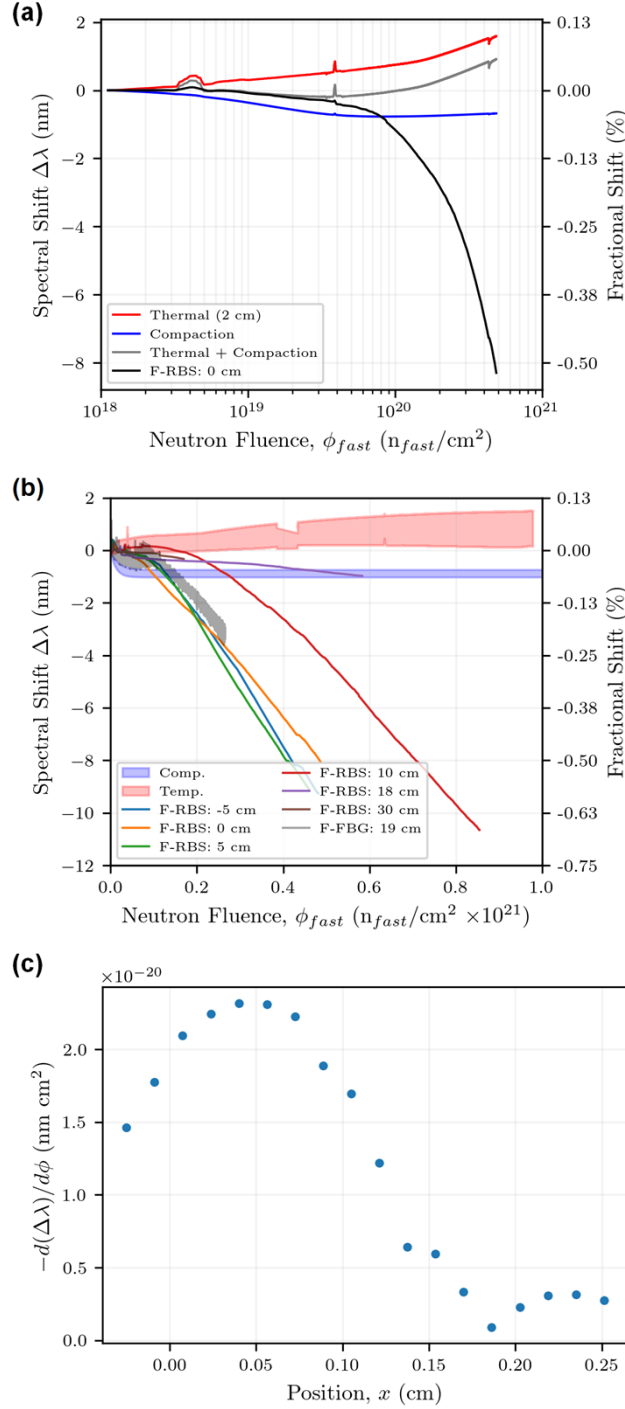 (a)
2
0
−2
−4
−6
−8
Spectral Shift Δλ (nm)
0.13
0.00
-0.13
-0.25
-0.38
-0.50
Fractional Shift (%)
Thermal (2 cm)
Compaction
Thermal + Compaction
F-RBS: 0 cm
10^18
10^19
10^20
10^21
Neutron Fluence, ϕ_fast (n_fast/cm²)
(b)
2
0
−2
−4
−6
−8
−10
−12
Spectral Shift Δλ (nm)
0.13
0.00
-0.13
-0.25
-0.38
-0.50
-0.63
-0.75
Fractional Shift (%)
Comp.
Temp.
F-RBS: -5 cm
F-RBS: 0 cm
F-RBS: 5 cm
F-RBS: 10 cm
F-RBS: 18 cm
F-RBS: 30 cm
F-FBG: 19 cm
0.0
0.2
0.4
0.6
0.8
1.0
Neutron Fluence, ϕ_fast (n_fast/cm² ×10^21)
(c)
×10^−20
2.0
1.5
1.0
0.5
0.0
−d(Δλ)/dϕ (nm cm²)
0.00
0.05
0.10
0.15
0.20
0.25
Position, x (cm)